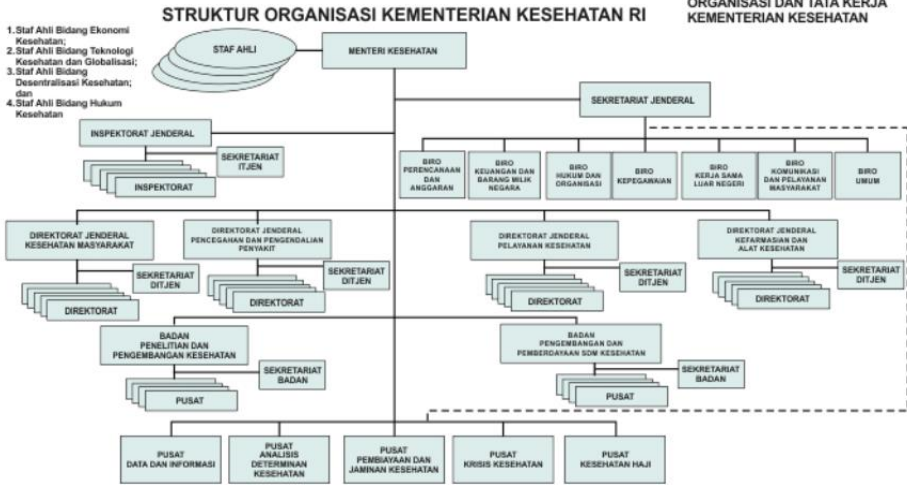 ORGANISASI DAN TATA KERJA
KEMENTERIAN KESEHATAN
STRUKTUR ORGANISASI KEMENTERIAN KESEHATAN RI
1.Staf Ahli Bidang Ekonomi
Kesehatan;
2.Staf Ahli Bidang Teknologi
Kesehatan dan Globalisasi;
3.Staf Ahli Bidang
Desentralisasi Kesehatan;
dan
4.Staf Ahli Bidang Hukum
Kesehatan
STAF AHLI
MENTERI KESEHATAN
SEKRETARIAT JENDERAL
INSPEKTORAT JENDERAL
SEKRETARIAT
ITJEN
INSPEKTORAT
BIRO
PERENCANAAN
DAN
ANGGARAN
BIRO
KEUANGAN DAN
BARANG MILIK
NEGARA
BIRO
HUKUM DAN
ORGANISASI
BIRO
KEPEGAWAIAN
BIRO
KERJA SAMA
LUAR NEGERI
BIRO
KOMUNIKASI
DAN PELAYANAN
MASYARAKAT
BIRO
UMUM
DIREKTORAT JENDERAL
KESEHATAN MASYARAKAT
SEKRETARIAT
DITJEN
DIREKTORAT
DIREKTORAT JENDERAL
PENCEGAHAN DAN PENGENDALIAN
PENYAKIT
SEKRETARIAT
DITJEN
DIREKTORAT
DIREKTORAT JENDERAL
PELAYANAN KESEHATAN
SEKRETARIAT
DITJEN
DIREKTORAT
DIREKTORAT JENDERAL
KEFARMASIAN DAN
ALAT KESEHATAN
SEKRETARIAT
DITJEN
DIREKTORAT
BADAN
PENELITIAN DAN
PENGEMBANGAN KESEHATAN
SEKRETARIAT
BADAN
PUSAT
BADAN
PENGEMBANGAN DAN
PEMBERDAYAAN SDM KESEHATAN
SEKRETARIAT
BADAN
PUSAT
PUSAT
DATA DAN INFORMASI
PUSAT
ANALISIS
DETERMINAN
KESEHATAN
PUSAT
PEMBIAYAAN DAN
JAMINAN KESEHATAN
PUSAT
KRISIS KESEHATAN
PUSAT
KESEHATAN HAJI